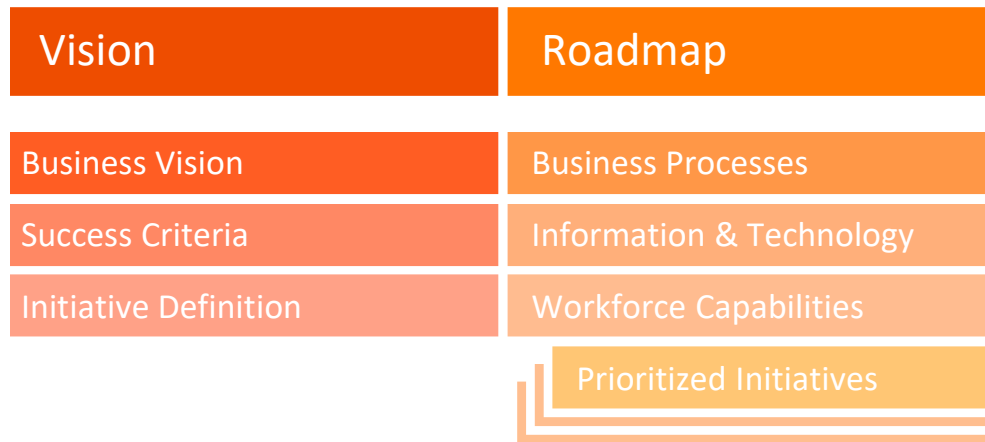 Vision
Roadmap
Business Vision
Business Processes
Success Criteria
Information & Technology
Initiative Definition
Workforce Capabilities
Prioritized Initiatives